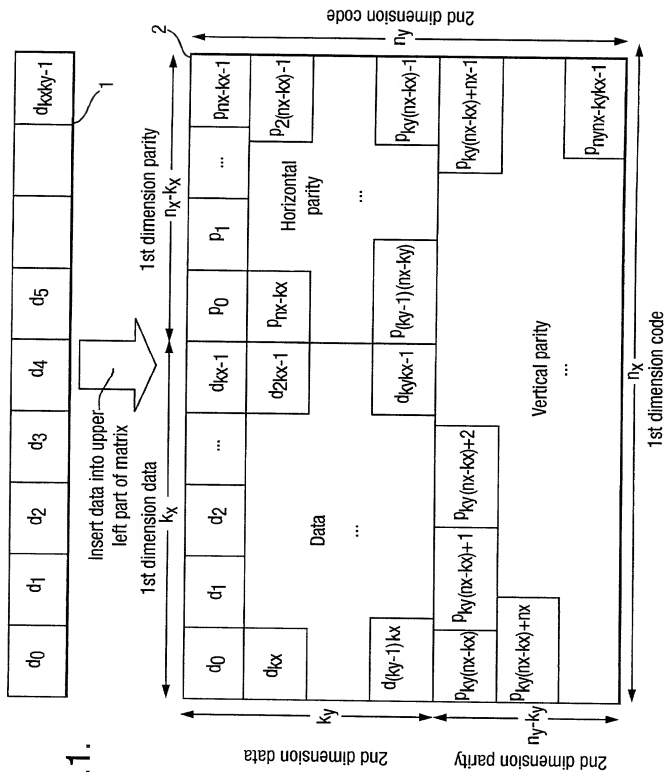 1.
d0 d1 d2 d3 d4 d5 dkxky-1
1
Insert data into upper
left part of matrix
1st dimension data
kx
1st dimension parity
nx-kx
2
d0 d1 d2 ... dkx-1 p0 p1 ... pnx-kx-1
dkx d2kx-1 pnx-kx p2(nx-kx)-1
Data
...
Horizontal
parity
...
d(ky-1)kx dkykx-1 p(ky-1)(nx-ky) pky(nx-kx)-1
pky(nx-kx) pky(nx-kx)+1 pky(nx-kx)+2 pky(nx-kx)+nx-1
pky(nx-kx)+nx
Vertical parity
...
pnynx-kykx-1
nx
1st dimension code
ky
2nd dimension data
ny-ky
2nd dimension parity
ny
2nd dimension code